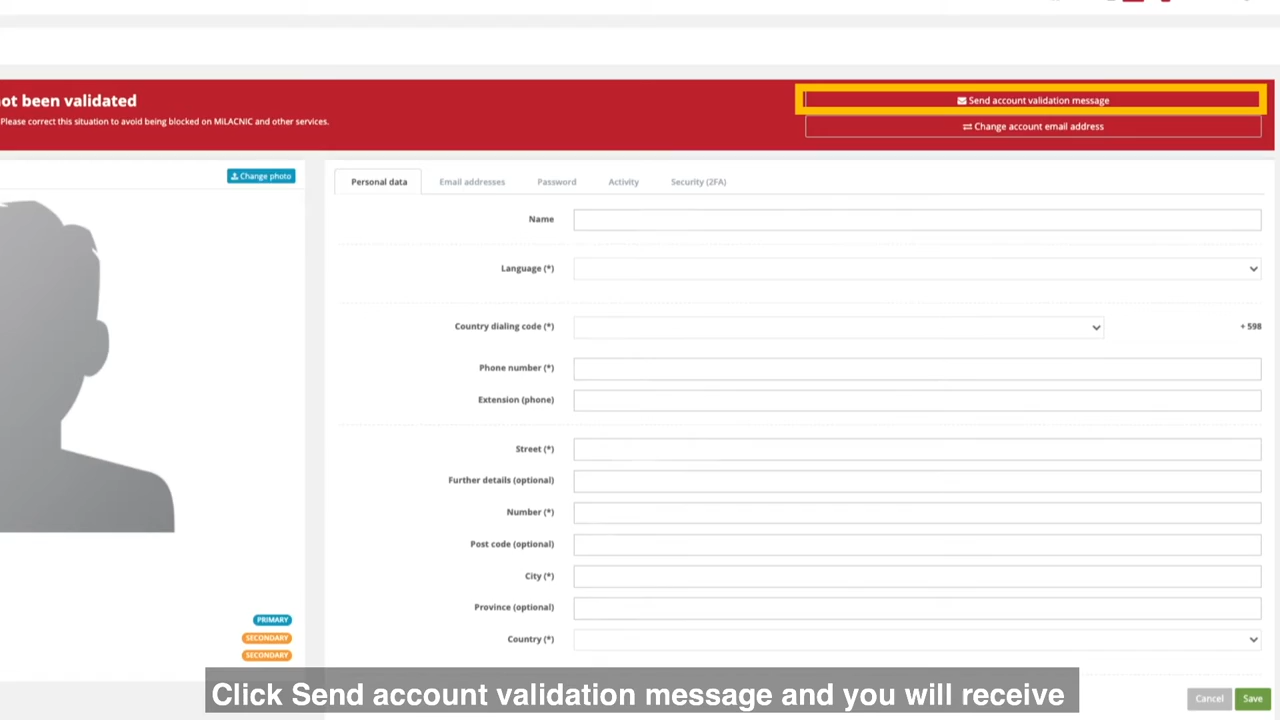 ot been validated
Please correct this situation to avoid being blocked on MiLACNIC and other services.
Send account validation message
Change account email address
Change photo
Personal data
Email addresses
Password
Activity
Security (2FA)
Name
Language (*)
Country dialing code (*)
+ 598
Phone number (*)
Extension (phone)
Street (*)
Further details (optional)
Number (*)
Post code (optional)
City (*)
Province (optional)
Country (*)
PRIMARY
SECONDARY
SECONDARY
Cancel
Save
Click Send account validation message and you will receive